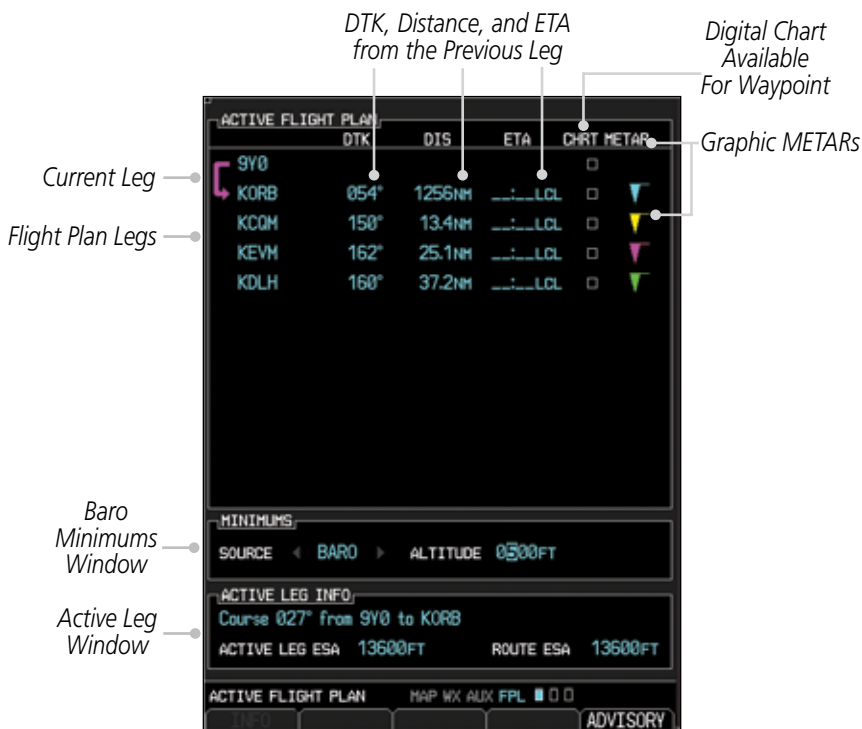 DTK, Distance, and ETA
from the Previous Leg
Digital Chart
Available
For Waypoint
Graphic METARs
Current Leg
Flight Plan Legs
Baro
Minimums
Window
Active Leg
Window
ACTIVE FLIGHT PLAN
DTK DIS ETA CHRT METAR
9Y0
KORB 054° 1256NM __:__LCL
KCQM 150° 13.4NM __:__LCL
KEVM 162° 25.1NM __:__LCL
KDLH 160° 37.2NM __:__LCL
MINIMUMS
SOURCE BARO ALTITUDE 0500FT
ACTIVE LEG INFO
Course 027° from 9Y0 to KORB
ACTIVE LEG ESA 13600FT ROUTE ESA 13600FT
ACTIVE FLIGHT PLAN MAP WX AUX FPL
INFO ADVISORY